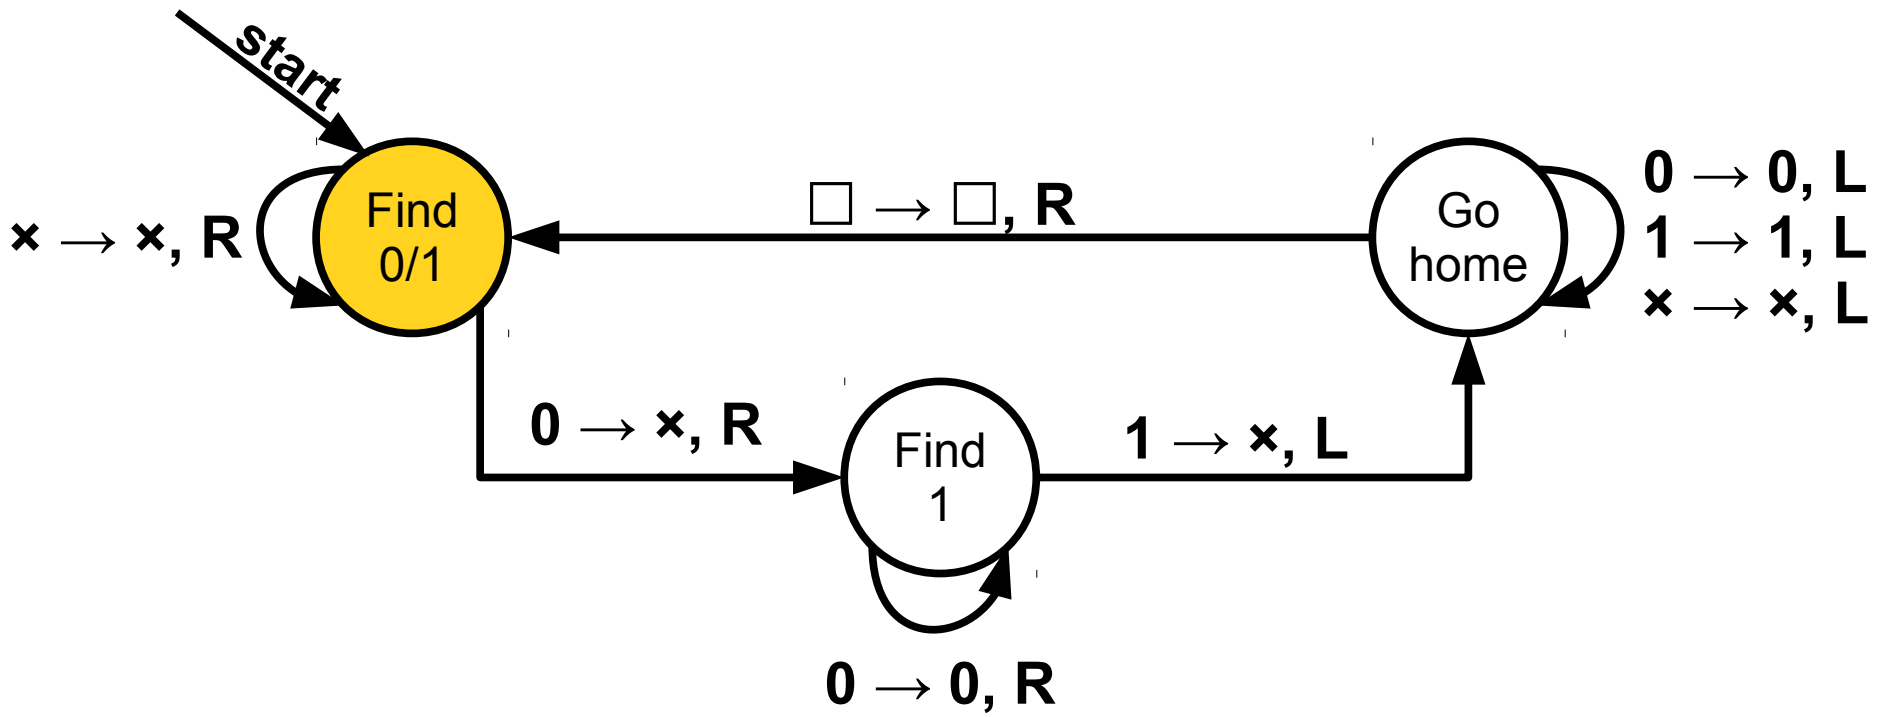 start
Find
0/1
× → ×, R
□ → □, R
Go
home
0 → 0, L
1 → 1, L
× → ×, L
0 → ×, R
Find
1
1 → ×, L
0 → 0, R